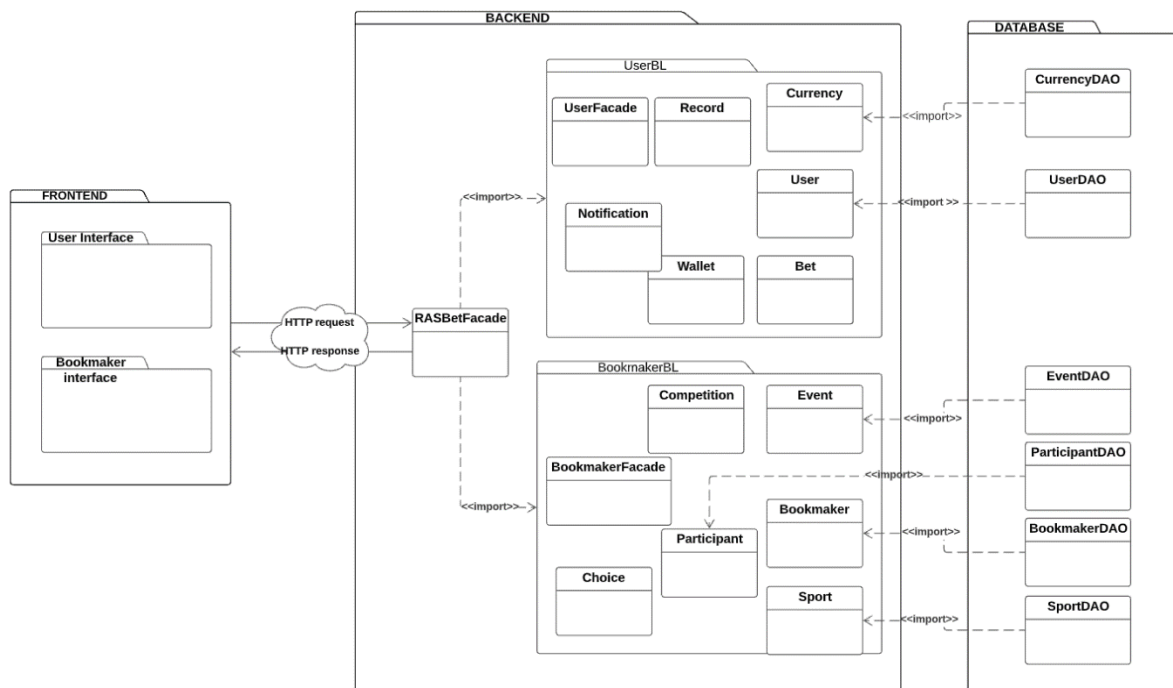 BACKEND
DATABASE
UserBL
CurrencyDAO
Currency
UserFacade
Record
<<import>>
User
UserDAO
<<import>>
<<import >>
FRONTEND
Notification
User Interface
Wallet
Bet
HTTP request
RASBetFacade
HTTP response
Bookmaker
interface
BookmakerBL
EventDAO
Competition
Event
<<import>>
ParticipantDAO
BookmakerFacade
<<import>>
<<import>>
Bookmaker
BookmakerDAO
Participant
<<import>>
Choice
Sport
SportDAO
<<import>>